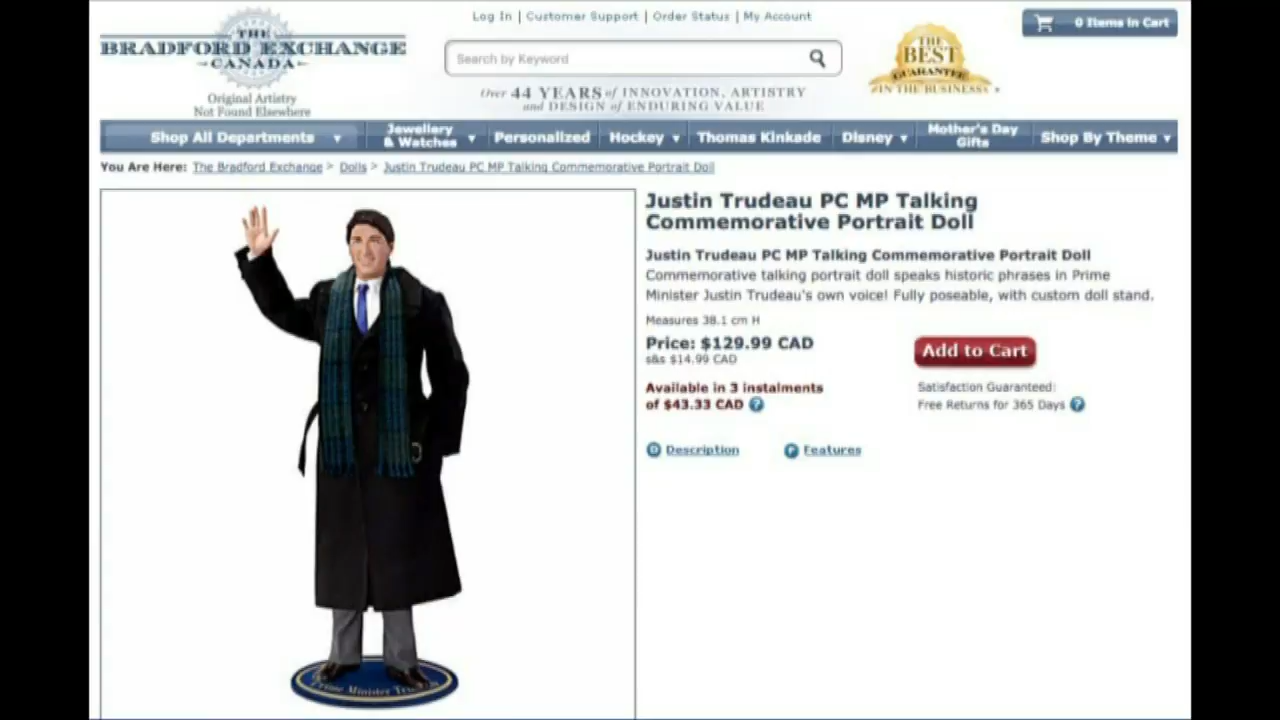 Log In | Customer Support | Order Status | My Account
0 Items In Cart
THE
BRADFORD EXCHANGE
CANADA
Original Artistry
Not Found Elsewhere
Search by Keyword
Over 44 YEARS of INNOVATION, ARTISTRY
and DESIGN of ENDURING VALUE
THE
BEST
GUARANTEE
IN THE BUSINESS
Shop All Departments
Jewellery
& Watches
Personalized
Hockey
Thomas Kinkade
Disney
Mother's Day
Gifts
Shop By Theme
You Are Here: The Bradford Exchange > Dolls > Justin Trudeau PC MP Talking Commemorative Portrait Doll
Justin Trudeau PC MP Talking
Commemorative Portrait Doll
Justin Trudeau PC MP Talking Commemorative Portrait Doll
Commemorative talking portrait doll speaks historic phrases in Prime
Minister Justin Trudeau's own voice! Fully poseable, with custom doll stand.
Measures 38.1 cm H
Price: $129.99 CAD
s&s $14.99 CAD
Add to Cart
Available in 3 instalments
of $43.33 CAD ?
Satisfaction Guaranteed:
Free Returns for 365 Days ?
D Description
F Features
Prime Minister